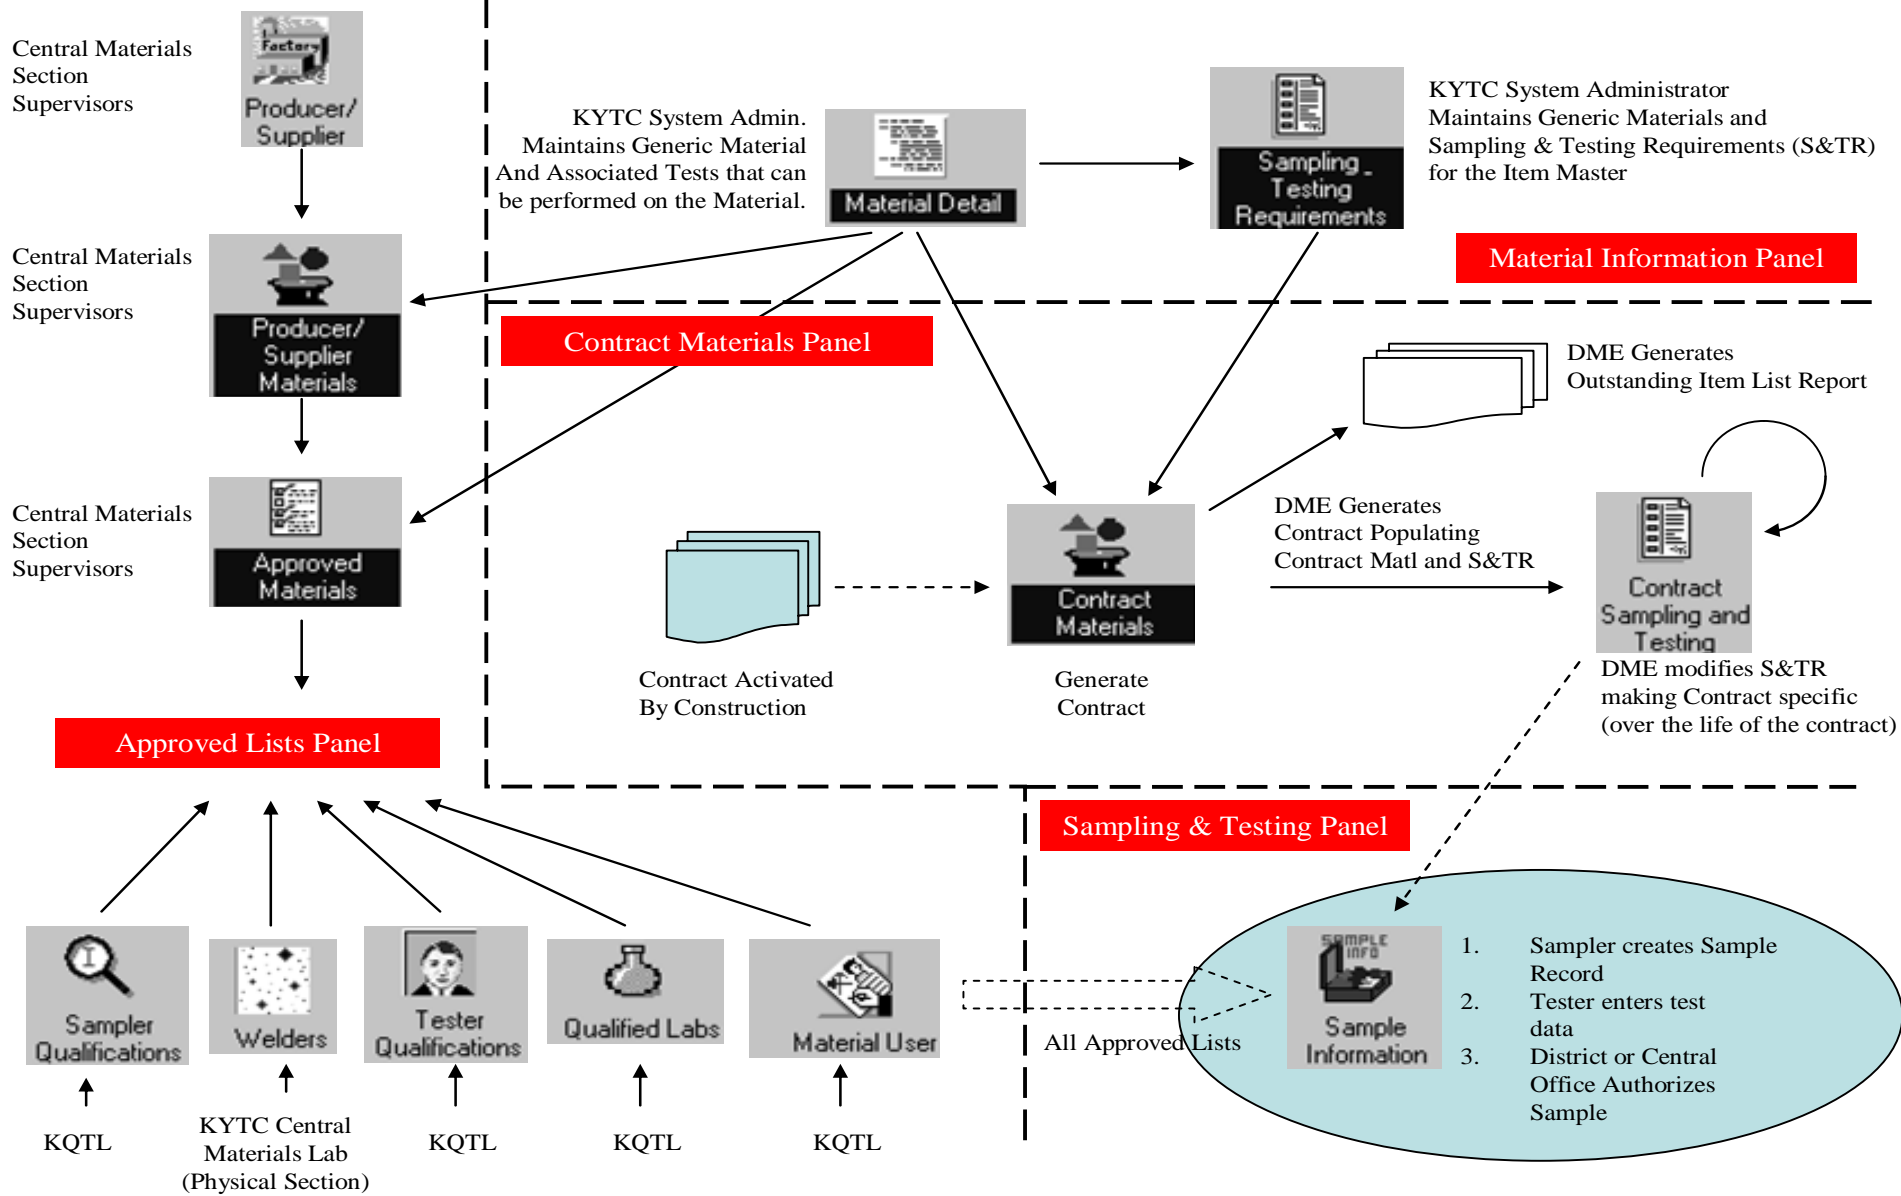 Central Materials
Section
Supervisors
Factory
Producer/
Supplier
KYTC System Admin.
Maintains Generic Material
And Associated Tests that can
be performed on the Material.
Material Detail
Sampling_
Testing
Requirements
KYTC System Administrator
Maintains Generic Materials and
Sampling & Testing Requirements (S&TR)
for the Item Master
Material Information Panel
Central Materials
Section
Supervisors
Producer/
Supplier
Materials
Contract Materials Panel
DME Generates
Outstanding Item List Report
Central Materials
Section
Supervisors
Approved
Materials
Contract Activated
By Construction
Contract
Materials
Generate
Contract
DME Generates
Contract Populating
Contract Matl and S&TR
Contract
Sampling and
Testing
DME modifies S&TR
making Contract specific
(over the life of the contract)
Approved Lists Panel
Sampling & Testing Panel
Sampler
Qualifications
Welders
Tester
Qualifications
Qualified Labs
Material User
All Approved Lists
SAMPLE
INFO
Sample
Information
1. Sampler creates Sample
Record
2. Tester enters test
data
3. District or Central
Office Authorizes
Sample
KQTL
KYTC Central
Materials Lab
(Physical Section)
KQTL
KQTL
KQTL